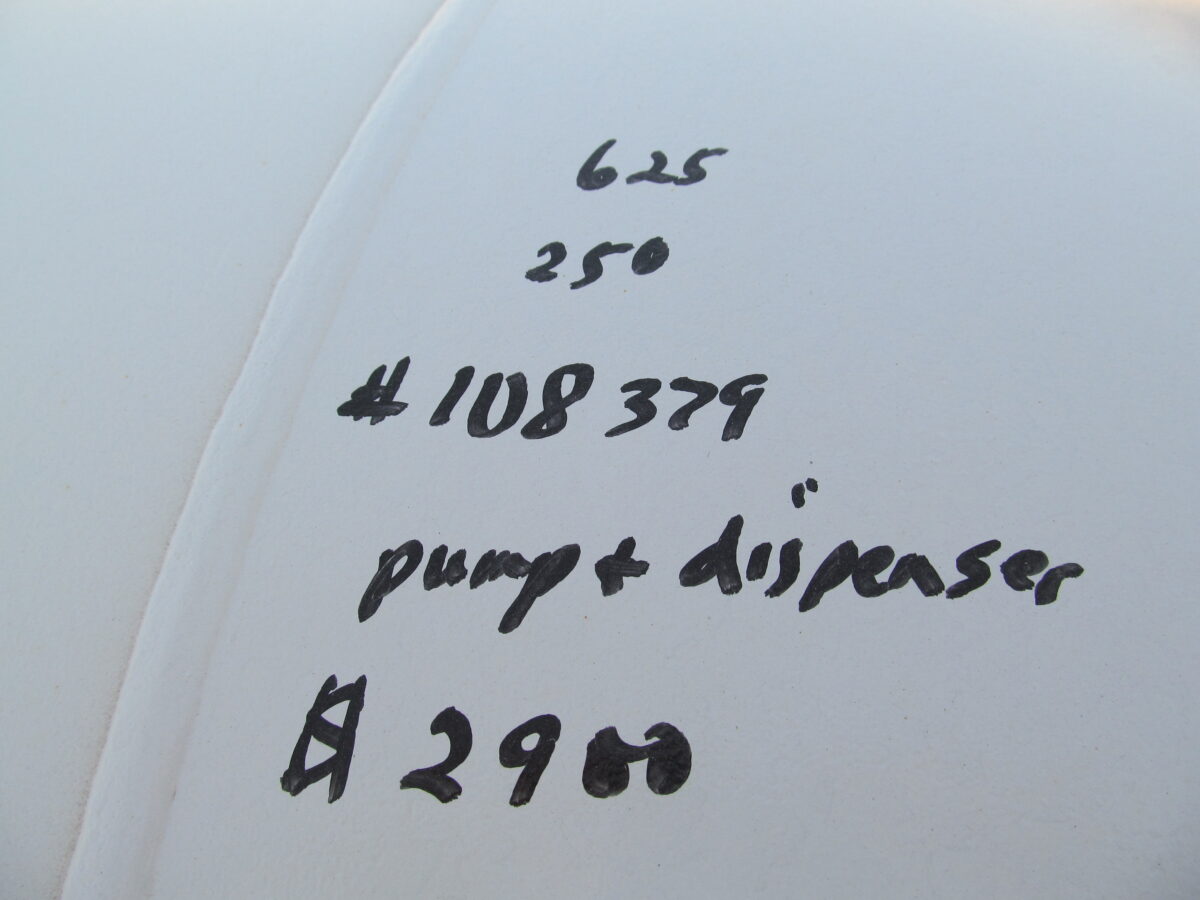 625
250
#108379
pump + dispenser
$2900